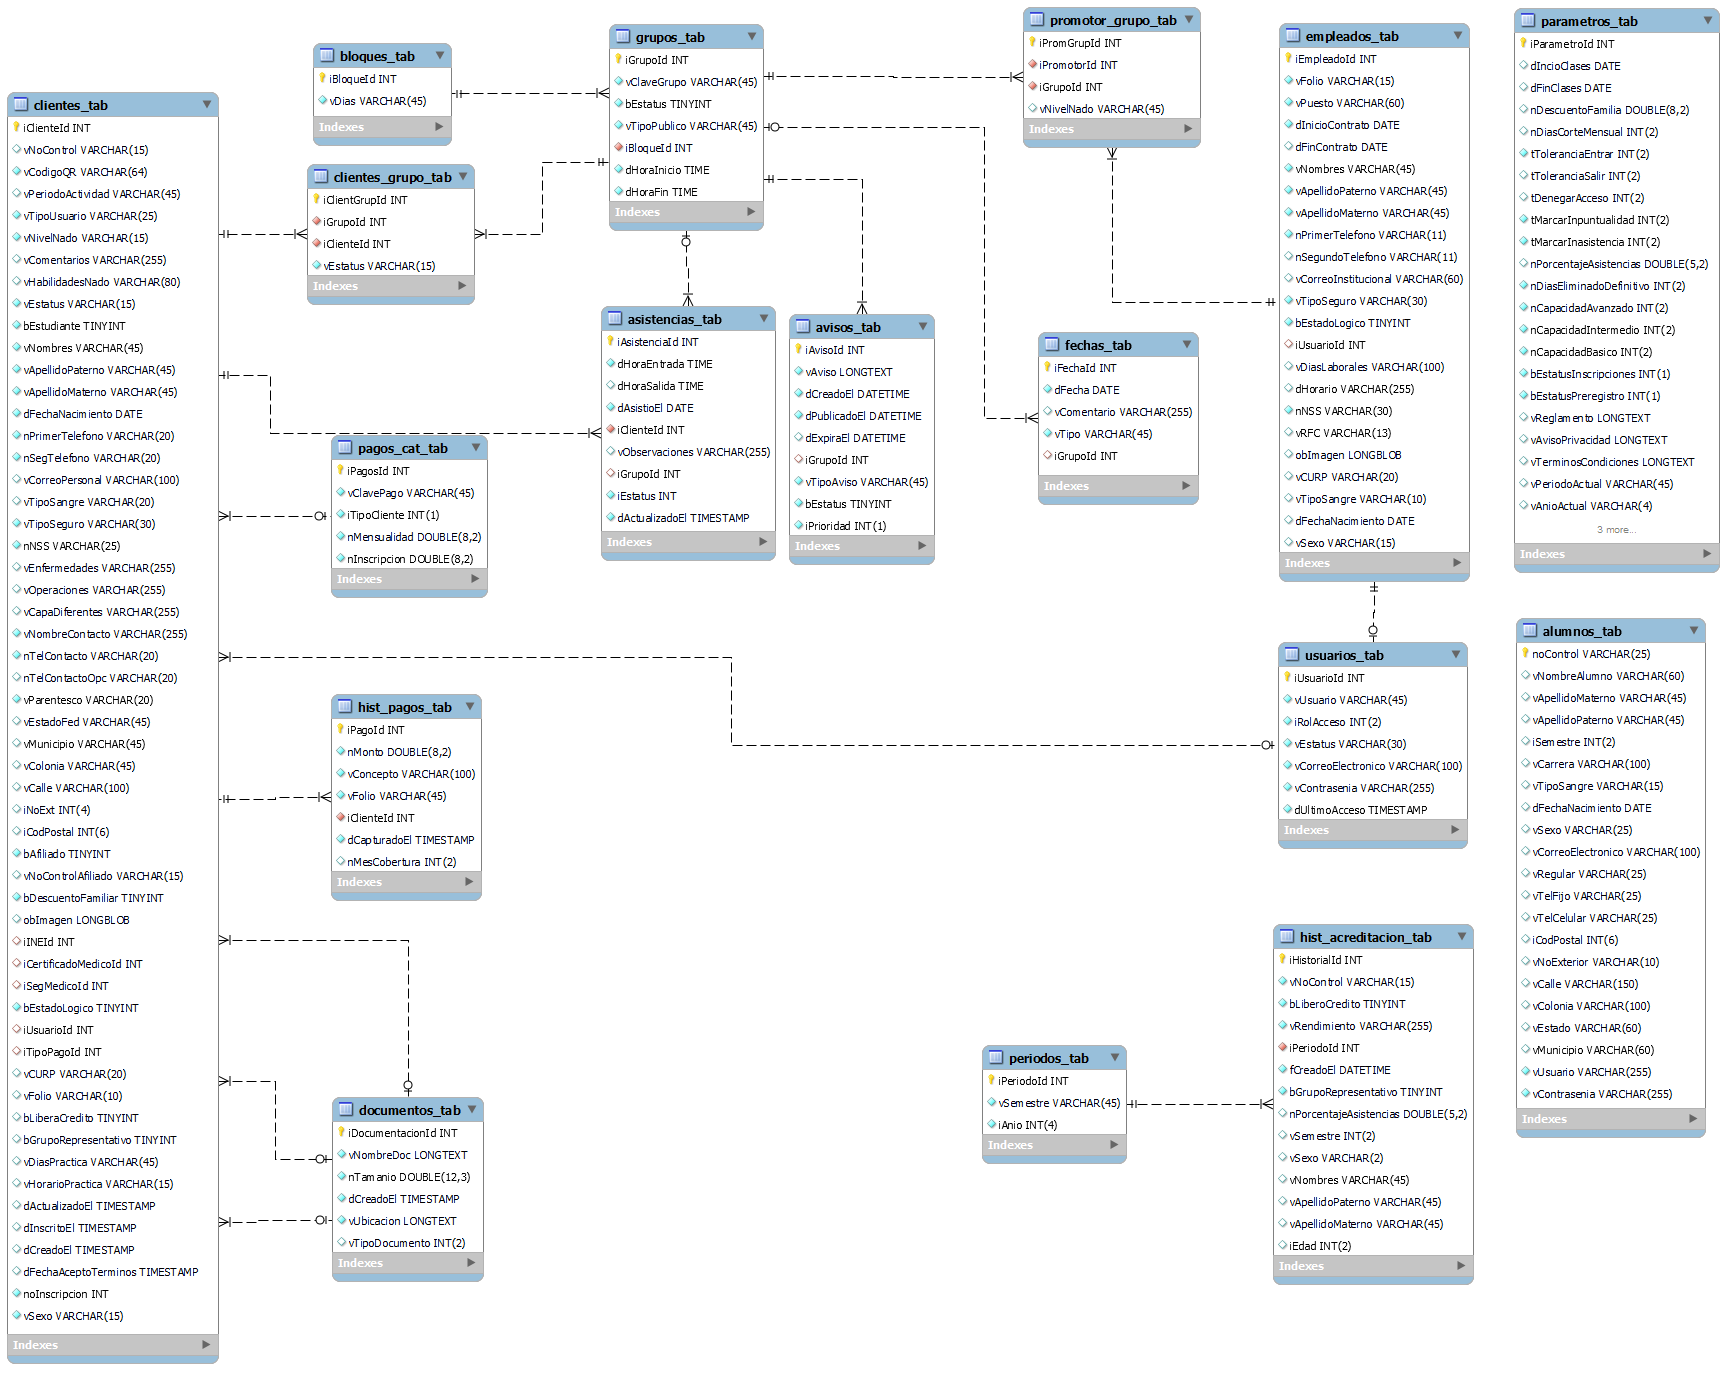 clientes_tab
iClienteId INT
vNoControl VARCHAR(15)
vCodigoQR VARCHAR(64)
vPeriodoActividad VARCHAR(45)
vTipoUsuario VARCHAR(25)
vNivelNado VARCHAR(15)
vComentarios VARCHAR(255)
vHabilidadesNado VARCHAR(80)
vEstatus VARCHAR(15)
bEstudiante TINYINT
vNombres VARCHAR(45)
vApellidoPaterno VARCHAR(45)
vApellidoMaterno VARCHAR(45)
dFechaNacimiento DATE
nPrimerTelefono VARCHAR(20)
nSegTelefono VARCHAR(20)
vCorreoPersonal VARCHAR(100)
vTipoSangre VARCHAR(20)
vTipoSeguro VARCHAR(30)
nNSS VARCHAR(25)
vEnfermedades VARCHAR(255)
vOperaciones VARCHAR(255)
vCapaDiferentes VARCHAR(255)
vNombreContacto VARCHAR(255)
nTelContacto VARCHAR(20)
nTelContactoOpc VARCHAR(20)
vParentesco VARCHAR(20)
vEstadoFed VARCHAR(45)
vMunicipio VARCHAR(45)
vColonia VARCHAR(45)
vCalle VARCHAR(100)
iNoExt INT(4)
iCodPostal INT(6)
bAfiliado TINYINT
vNoControlAfiliado VARCHAR(15)
bDescuentoFamiliar TINYINT
obImagen LONGBLOB
iINEId INT
iCertificadoMedicoId INT
iSegMedicoId INT
bEstadoLogico TINYINT
iUsuarioId INT
iTipoPagoId INT
vCURP VARCHAR(20)
vFolio VARCHAR(10)
bLiberaCredito TINYINT
bGrupoRepresentativo TINYINT
vDiasPractica VARCHAR(45)
vHorarioPractica VARCHAR(15)
dActualizadoEl TIMESTAMP
dInscritoEl TIMESTAMP
dCreadoEl TIMESTAMP
dFechaAceptoTerminos TIMESTAMP
noInscripcion INT
vSexo VARCHAR(15)
Indexes
bloques_tab
iBloqueId INT
vDias VARCHAR(45)
Indexes
clientes_grupo_tab
iClientGrupId INT
iGrupoId INT
iClienteId INT
vEstatus VARCHAR(15)
Indexes
pagos_cat_tab
iPagosId INT
vClavePago VARCHAR(45)
iTipoCliente INT(1)
nMensualidad DOUBLE(8,2)
nInscripcion DOUBLE(8,2)
Indexes
hist_pagos_tab
iPagoId INT
nMonto DOUBLE(8,2)
vConcepto VARCHAR(100)
vFolio VARCHAR(45)
iClienteId INT
dCapturadoEl TIMESTAMP
nMesCobertura INT(2)
Indexes
documentos_tab
iDocumentacionId INT
vNombreDoc LONGTEXT
nTamanio DOUBLE(12,3)
dCreadoEl TIMESTAMP
vUbicacion LONGTEXT
vTipoDocumento INT(2)
Indexes
grupos_tab
iGrupoId INT
vClaveGrupo VARCHAR(45)
bEstatus TINYINT
vTipoPublico VARCHAR(45)
iBloqueId INT
dHoraInicio TIME
dHoraFin TIME
Indexes
asistencias_tab
iAsistenciaId INT
dHoraEntrada TIME
dHoraSalida TIME
dAsistioEl DATE
iClienteId INT
vObservaciones VARCHAR(255)
iGrupoId INT
iEstatus INT
dActualizadoEl TIMESTAMP
Indexes
avisos_tab
iAvisoId INT
vAviso LONGTEXT
dCreadoEl DATETIME
dPublicadoEl DATETIME
dExpiraEl DATETIME
iGrupoId INT
vTipoAviso VARCHAR(45)
bEstatus TINYINT
iPrioridad INT(1)
Indexes
promotor_grupo_tab
iPromGrupId INT
iPromotorId INT
iGrupoId INT
vNivelNado VARCHAR(45)
Indexes
fechas_tab
iFechaId INT
dFecha DATE
vComentario VARCHAR(255)
vTipo VARCHAR(45)
iGrupoId INT
Indexes
empleados_tab
iEmpleadoId INT
vFolio VARCHAR(15)
vPuesto VARCHAR(60)
dInicioContrato DATE
dFinContrato DATE
vNombres VARCHAR(45)
vApellidoPaterno VARCHAR(45)
vApellidoMaterno VARCHAR(45)
nPrimerTelefono VARCHAR(11)
nSegundoTelefono VARCHAR(11)
vCorreoInstitucional VARCHAR(60)
vTipoSeguro VARCHAR(30)
bEstadoLogico TINYINT
iUsuarioId INT
vDiasLaborales VARCHAR(100)
dHorario VARCHAR(255)
nNSS VARCHAR(30)
vRFC VARCHAR(13)
obImagen LONGBLOB
vCURP VARCHAR(20)
vTipoSangre VARCHAR(10)
dFechaNacimiento DATE
vSexo VARCHAR(15)
Indexes
usuarios_tab
iUsuarioId INT
vUsuario VARCHAR(45)
iRolAcceso INT(2)
vEstatus VARCHAR(30)
vCorreoElectronico VARCHAR(100)
vContrasenia VARCHAR(255)
dUltimoAcceso TIMESTAMP
Indexes
periodos_tab
iPeriodoId INT
vSemestre VARCHAR(45)
iAnio INT(4)
Indexes
hist_acreditacion_tab
iHistorialId INT
vNoControl VARCHAR(15)
bLiberoCredito TINYINT
vRendimiento VARCHAR(255)
iPeriodoId INT
fCreadoEl DATETIME
bGrupoRepresentativo TINYINT
nPorcentajeAsistencias DOUBLE(5,2)
vSemestre INT(2)
vSexo VARCHAR(2)
vNombres VARCHAR(45)
vApellidoPaterno VARCHAR(45)
vApellidoMaterno VARCHAR(45)
iEdad INT(2)
Indexes
parametros_tab
iParametroId INT
dIncioClases DATE
dFinClases DATE
nDescuentoFamilia DOUBLE(8,2)
nDiasCorteMensual INT(2)
tToleranciaEntrar INT(2)
tToleranciaSalir INT(2)
tDenegarAcceso INT(2)
tMarcarInpuntualidad INT(2)
tMarcarInasistencia INT(2)
nPorcentajeAsistencias DOUBLE(5,2)
nDiasEliminadoDefinitivo INT(2)
nCapacidadAvanzado INT(2)
nCapacidadIntermedio INT(2)
nCapacidadBasico INT(2)
bEstatusInscripciones INT(1)
bEstatusPreregistro INT(1)
vReglamento LONGTEXT
vAvisoPrivacidad LONGTEXT
vTerminosCondiciones LONGTEXT
vPeriodoActual VARCHAR(45)
vAnioActual VARCHAR(4)
3 more...
Indexes
alumnos_tab
noControl VARCHAR(25)
vNombreAlumno VARCHAR(60)
vApellidoMaterno VARCHAR(45)
vApellidoPaterno VARCHAR(45)
iSemestre INT(2)
vCarrera VARCHAR(100)
vTipoSangre VARCHAR(15)
dFechaNacimiento DATE
vSexo VARCHAR(25)
vCorreoElectronico VARCHAR(100)
vRegular VARCHAR(25)
vTelFijo VARCHAR(25)
vTelCelular VARCHAR(25)
iCodPostal INT(6)
vNoExterior VARCHAR(10)
vCalle VARCHAR(150)
vColonia VARCHAR(100)
vEstado VARCHAR(60)
vMunicipio VARCHAR(60)
vUsuario VARCHAR(255)
vContrasenia VARCHAR(255)
Indexes